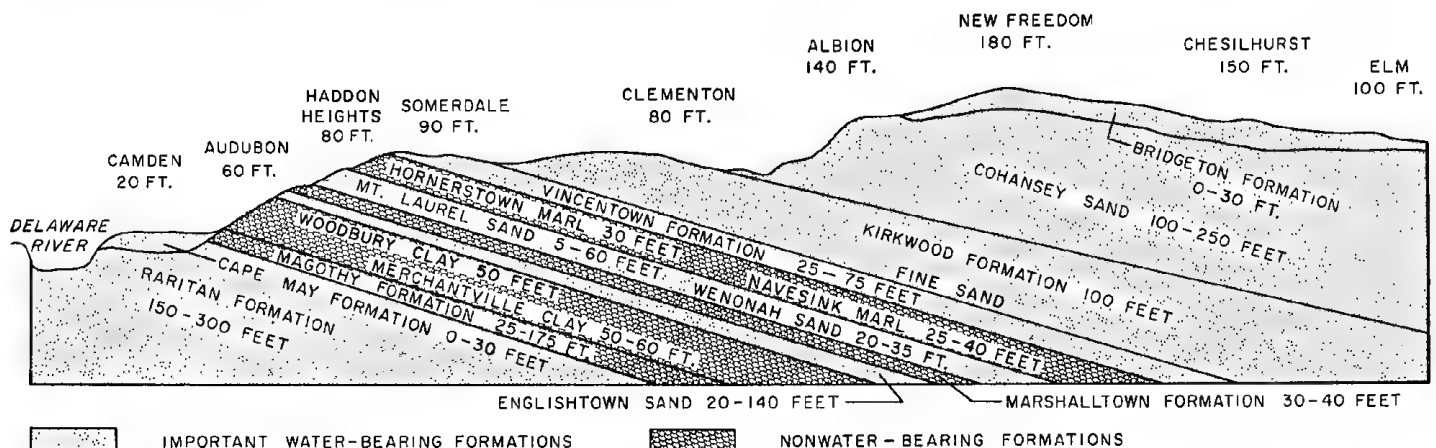 NEW FREEDOM
180 FT.
ALBION
140 FT.
CHESILHURST
150 FT.
ELM
100 FT.
HADDON
HEIGHTS
80 FT.
SOMERDALE
90 FT.
CLEMENTON
80 FT.
CAMDEN
20 FT.
AUDUBON
60 FT.
DELAWARE
RIVER
BRIDGETON FORMATION
0-30 FT.
COHANSEY SAND 100-250 FEET
KIRKWOOD FORMATION 100 FEET
VINCENTOWN FORMATION 25-75 FEET
FINE SAND
HORNERSTOWN MARL 30 FEET
NAVESINK MARL 25-40 FEET
MT. LAUREL SAND 5-60 FEET
WENONAH SAND 20-35 FT.
WOODBURY CLAY 50 FEET
MERCHANTVILLE CLAY 50-60 FT.
MAGOTHY FORMATION 25-175 FT.
CAPE MAY FORMATION 0-30 FEET
RARITAN FORMATION
150-300 FEET
ENGLISHTOWN SAND 20-140 FEET
MARSHALLTOWN FORMATION 30-40 FEET
IMPORTANT WATER-BEARING FORMATIONS
NONWATER-BEARING FORMATIONS